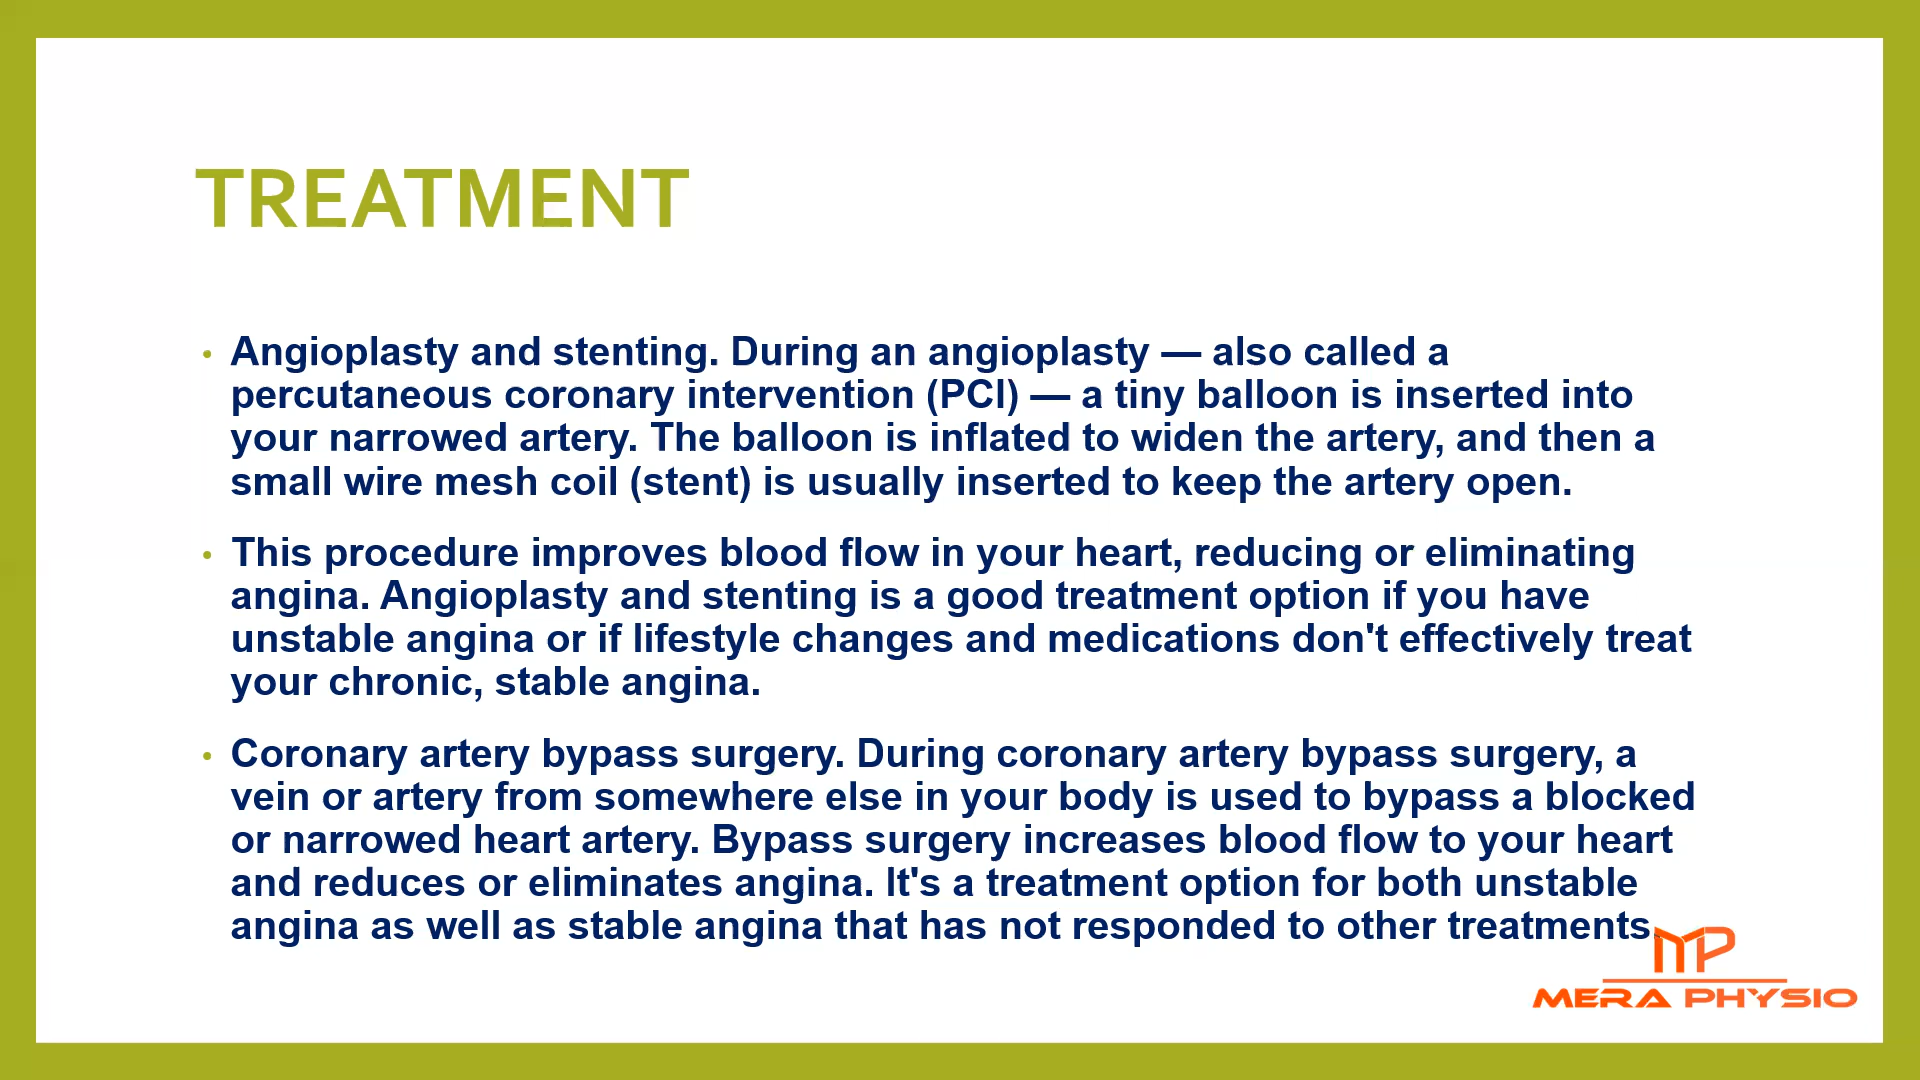 TREATMENT
• Angioplasty and stenting. During an angioplasty — also called a
percutaneous coronary intervention (PCI) — a tiny balloon is inserted into
your narrowed artery. The balloon is inflated to widen the artery, and then a
small wire mesh coil (stent) is usually inserted to keep the artery open.
• This procedure improves blood flow in your heart, reducing or eliminating
angina. Angioplasty and stenting is a good treatment option if you have
unstable angina or if lifestyle changes and medications don't effectively treat
your chronic, stable angina.
• Coronary artery bypass surgery. During coronary artery bypass surgery, a
vein or artery from somewhere else in your body is used to bypass a blocked
or narrowed heart artery. Bypass surgery increases blood flow to your heart
and reduces or eliminates angina. It's a treatment option for both unstable
angina as well as stable angina that has not responded to other treatments.
MP
MERA PHYSIO